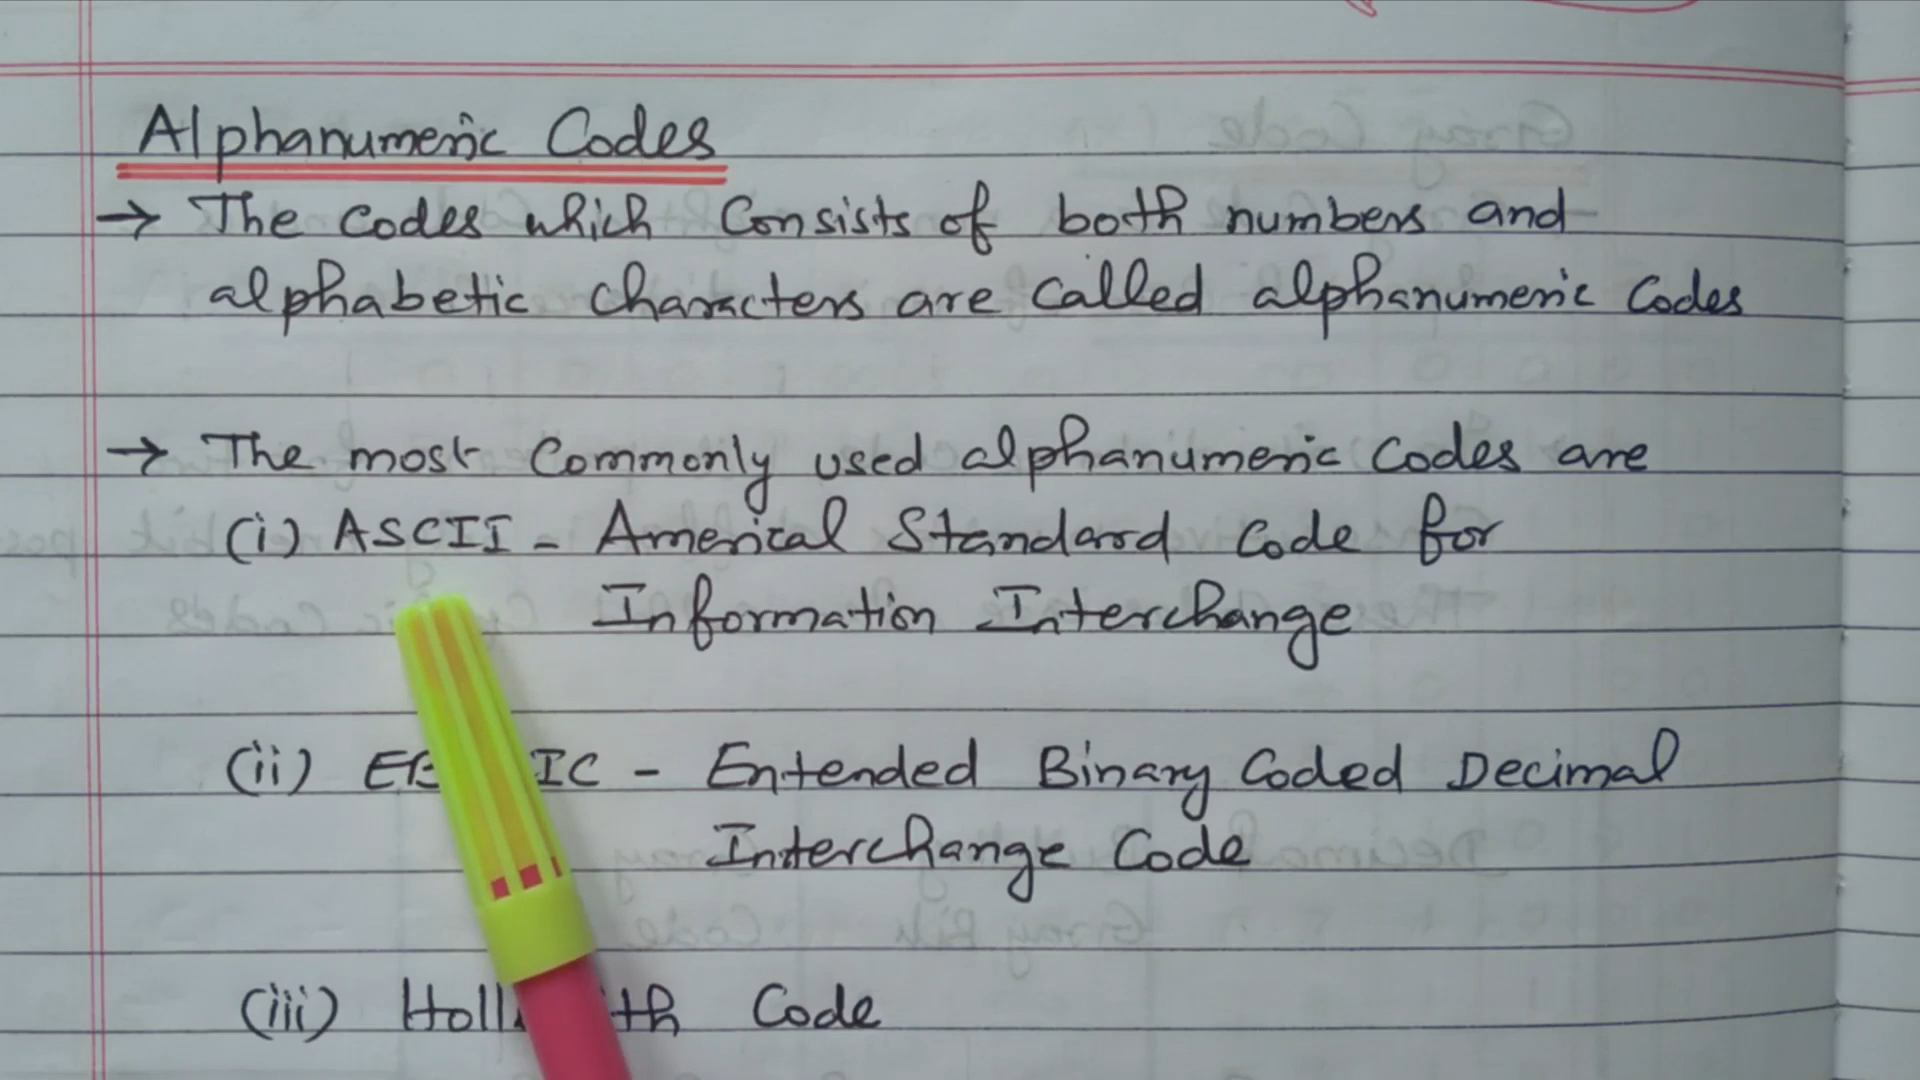 Alphanumeric Codes
→ The codes which consists of both numbers and
alphabetic characters are called alphanumeric codes
→ The most commonly used alphanumeric codes are
(i) ASCII - Americal Standard Code for
Information Interchange
(ii) - Entended Binary Coded Decimal
Interchange Code
(iii) Code